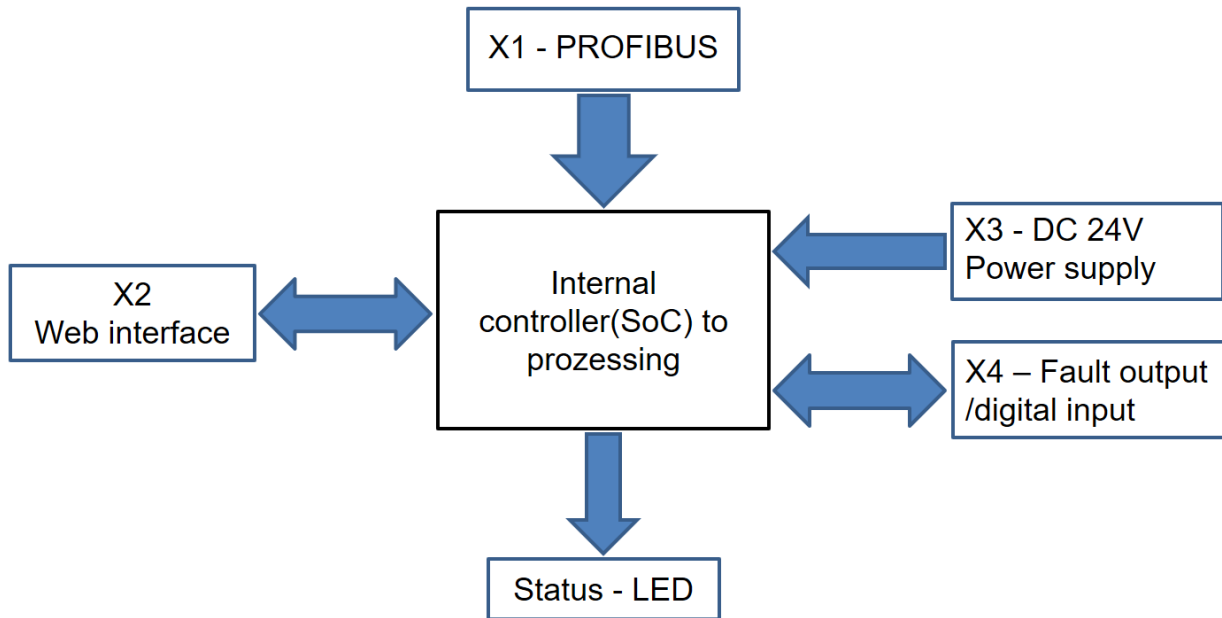 X1 - PROFIBUS
X3 - DC 24V
Power supply
X2
Web interface
Internal
controller(SoC) to
prozessing
X4 – Fault output
/digital input
Status - LED